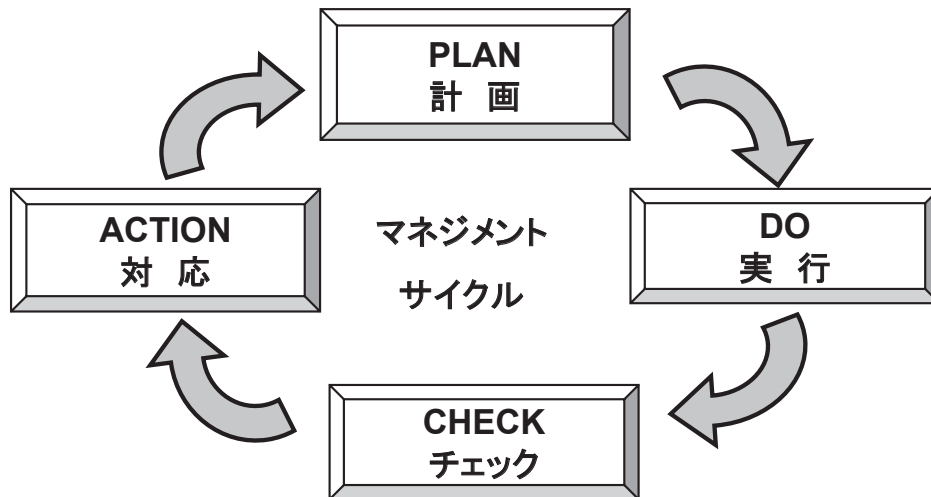 PLAN
計 画
DO
実 行
CHECK
チェック
ACTION
対 応
マネジメント
サイクル